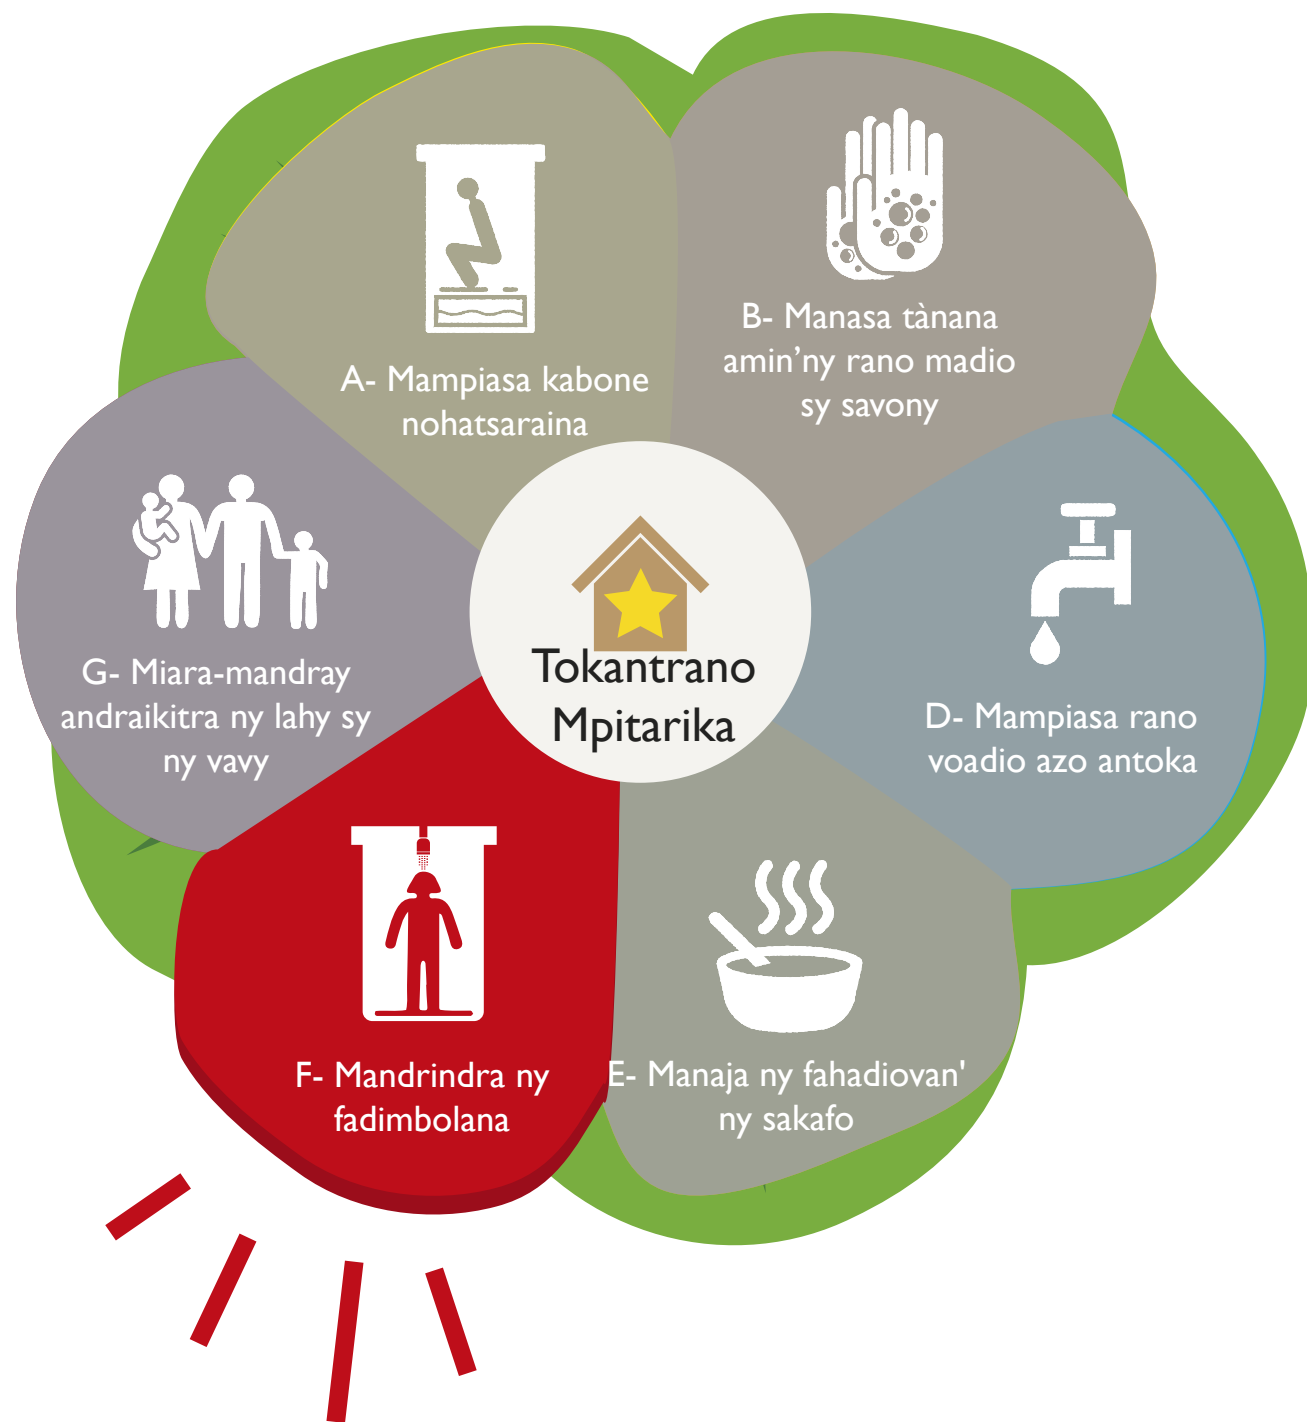 A- Mampiasa kabone
nohatsaraina
B- Manasa tànana
amin’ny rano madio
sy savony
D- Mampiasa rano
voadio azo antoka
E- Manaja ny fahadiovan'
ny sakafo
F- Mandrindra ny
fadimbolana
G- Miara-mandray
andraikitra ny lahy sy
ny vavy
Tokantrano
Mpitarika